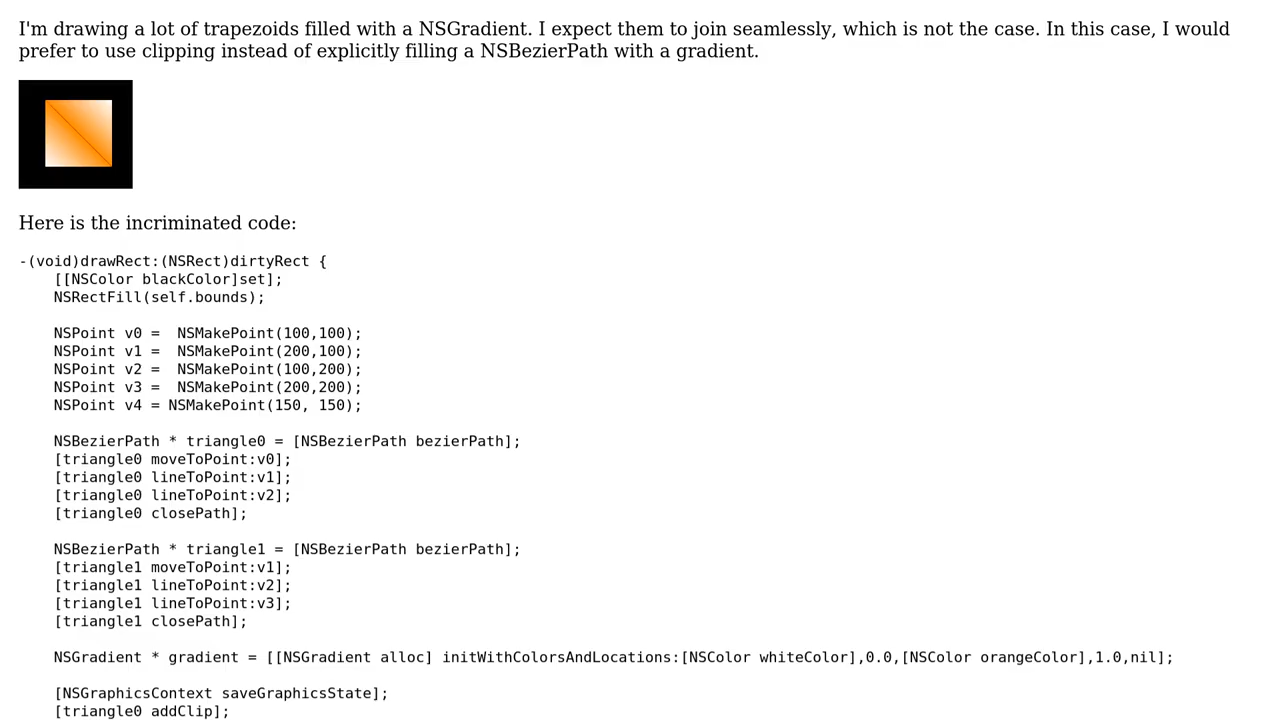 I'm drawing a lot of trapezoids filled with a NSGradient. I expect them to join seamlessly, which is not the case. In this case, I would
prefer to use clipping instead of explicitly filling a NSBezierPath with a gradient.
Here is the incriminated code:
-(void)drawRect:(NSRect)dirtyRect {
    [[NSColor blackColor]set];
    NSRectFill(self.bounds);
    NSPoint v0 =  NSMakePoint(100,100);
    NSPoint v1 =  NSMakePoint(200,100);
    NSPoint v2 =  NSMakePoint(100,200);
    NSPoint v3 =  NSMakePoint(200,200);
    NSPoint v4 = NSMakePoint(150, 150);
    NSBezierPath * triangle0 = [NSBezierPath bezierPath];
    [triangle0 moveToPoint:v0];
    [triangle0 lineToPoint:v1];
    [triangle0 lineToPoint:v2];
    [triangle0 closePath];
    NSBezierPath * triangle1 = [NSBezierPath bezierPath];
    [triangle1 moveToPoint:v1];
    [triangle1 lineToPoint:v2];
    [triangle1 lineToPoint:v3];
    [triangle1 closePath];
    NSGradient * gradient = [[NSGradient alloc] initWithColorsAndLocations:[NSColor whiteColor],0.0,[NSColor orangeColor],1.0,nil];
    [NSGraphicsContext saveGraphicsState];
    [triangle0 addClip];